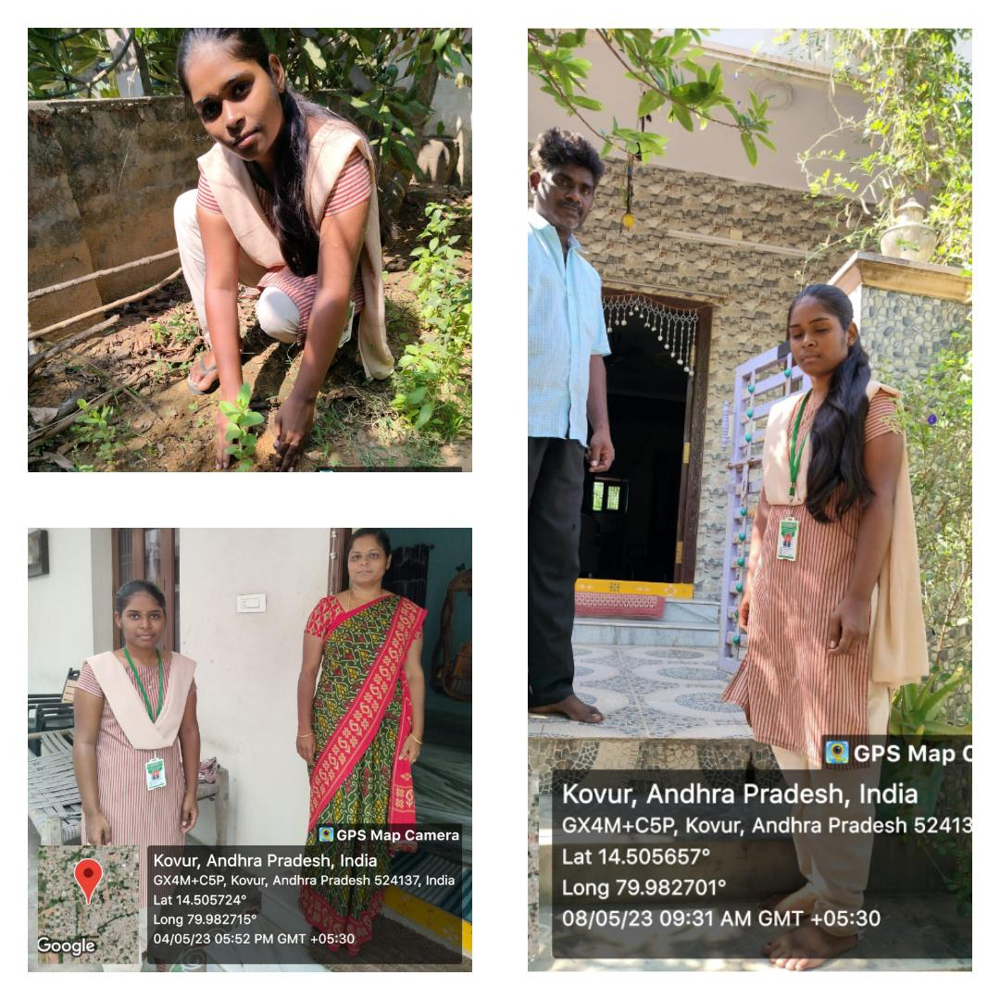 GPS Map Camera
Kovur, Andhra Pradesh, India
GX4M+C5P, Kovur, Andhra Pradesh 524137, India
Lat 14.505724°
Long 79.982715°
04/05/23 05:52 PM GMT +05:30
Google
GPS Map C
Kovur, Andhra Pradesh, India
GX4M+C5P, Kovur, Andhra Pradesh 52413
Lat 14.505657°
Long 79.982701°
08/05/23 09:31 AM GMT +05:30